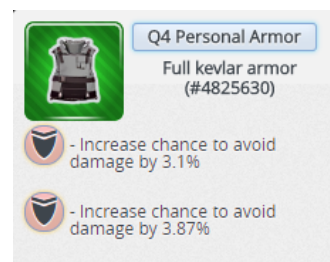 Q4 Personal Armor
Full kevlar armor
(#4825630)
- Increase chance to avoid
damage by 3.1%
- Increase chance to avoid
damage by 3.87%